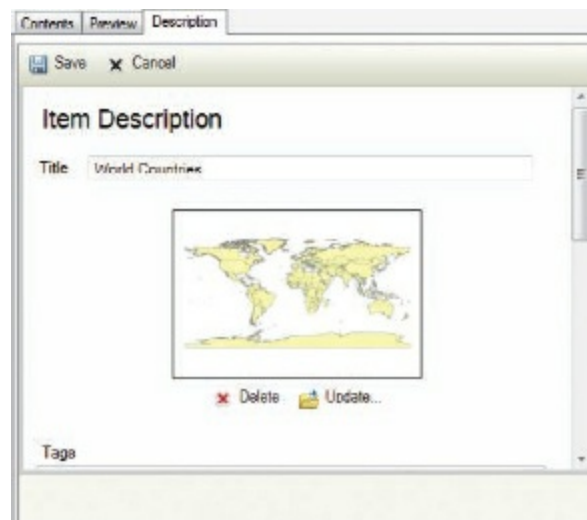 Contents Preview Description
Save Cancel
Item Description
Title World Countries
Delete Update...
Tags